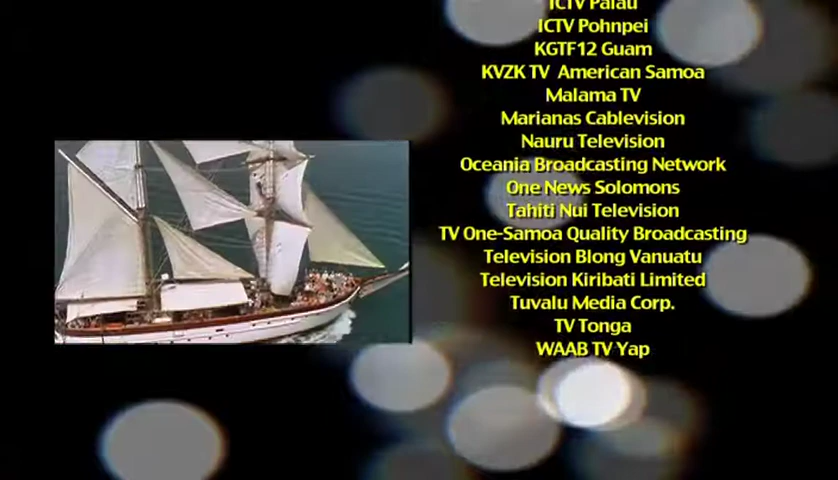 ICTV Palau
ICTV Pohnpei
KGTF12 Guam
KVZK TV American Samoa
Malama TV
Marianas Cablevision
Nauru Television
Oceania Broadcasting Network
One News Solomons
Tahiti Nui Television
TV One-Samoa Quality Broadcasting
Television Blong Vanuatu
Television Kiribati Limited
Tuvalu Media Corp.
TV Tonga
WAAB TV Yap